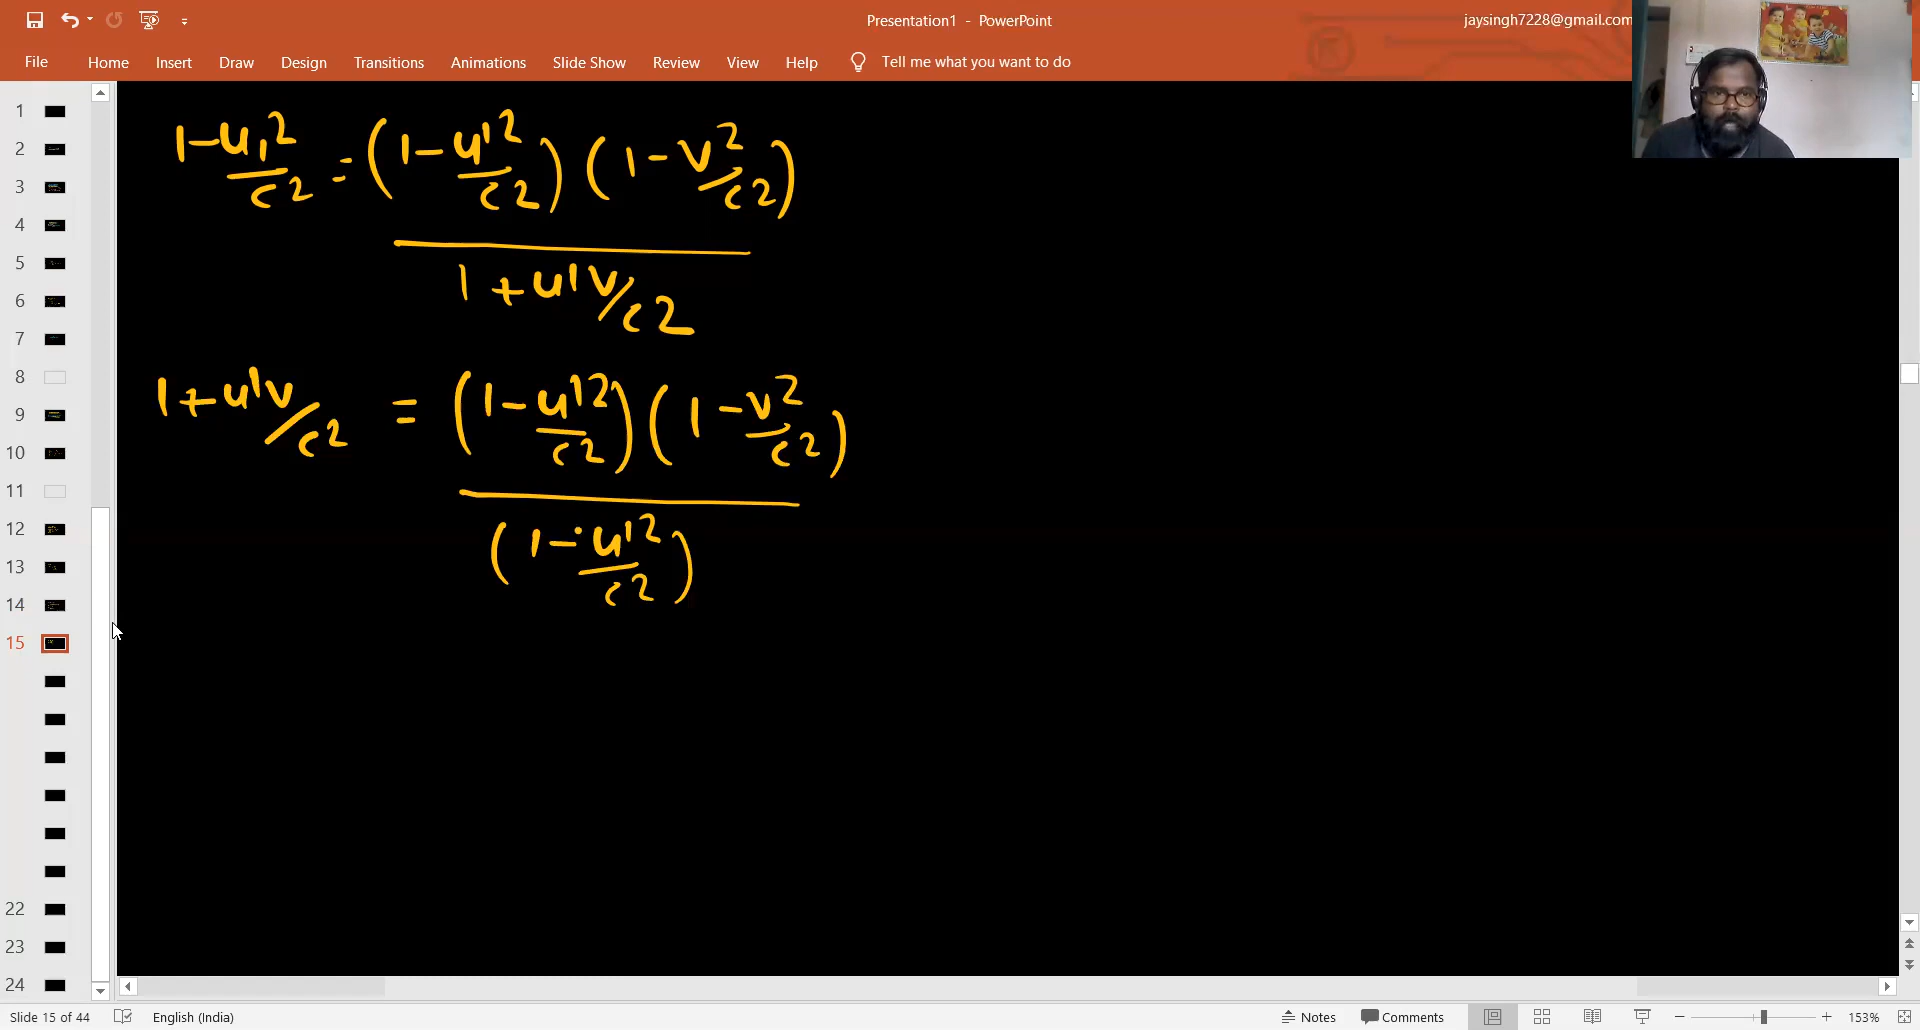 Presentation1 - PowerPoint
jaysingh7228@gmail.com
File Home Insert Draw Design Transitions Animations Slide Show Review View Help Tell me what you want to do
1
2
3
4
5
6
7
8
9
10
11
12
13
14
15
22
23
24
1-u₁²/c2 = (1-u'2/c2) (1-v2/c2)
1+u'v/c2
1+u'v/c2 = (1-u'2/c2) (1-v2/c2)
(1-u'2/c2)
Slide 15 of 44 English (India) Notes Comments 153%